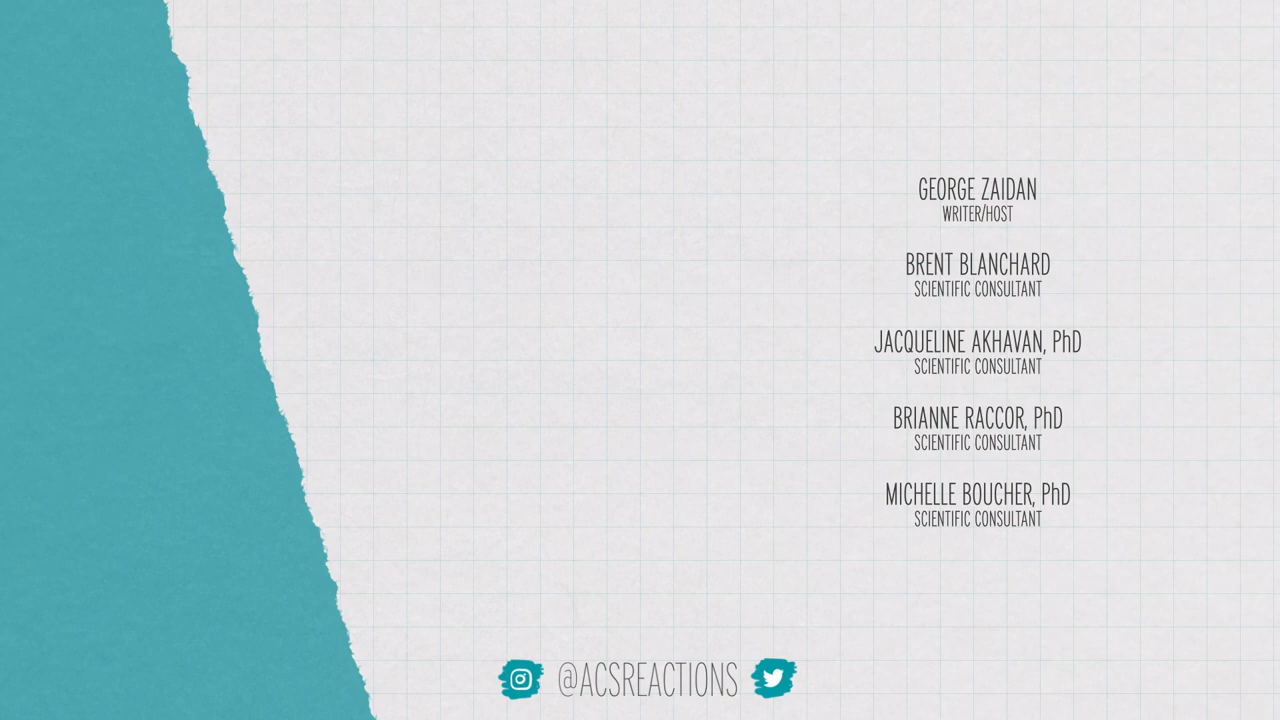 GEORGE ZAIDAN
WRITER/HOST
BRENT BLANCHARD
SCIENTIFIC CONSULTANT
JACQUELINE AKHAVAN, PhD
SCIENTIFIC CONSULTANT
BRIANNE RACCOR, PhD
SCIENTIFIC CONSULTANT
MICHELLE BOUCHER, PhD
SCIENTIFIC CONSULTANT
@ACSREACTIONS